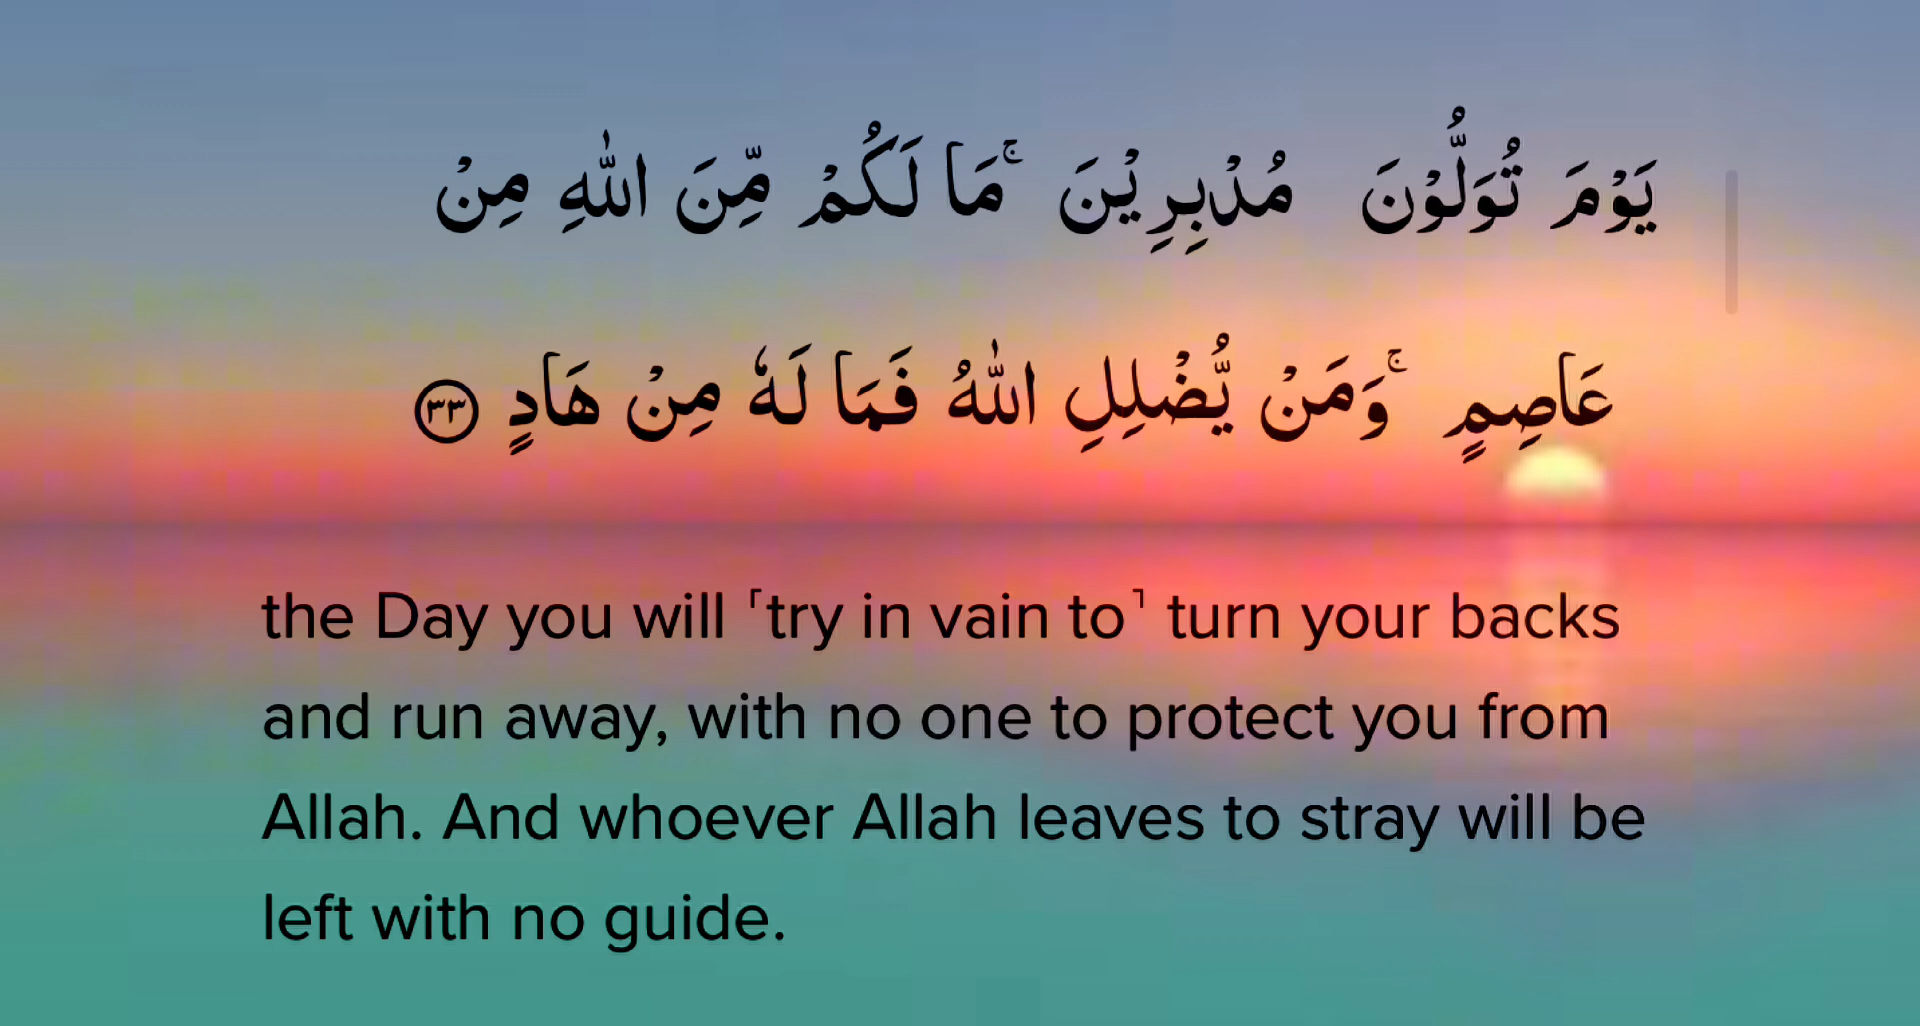 يَوْمَ تُوَلُّوْنَ مُدْبِرِيْنَ ۚمَا لَكُمْ مِّنَ اللّٰهِ مِنْ
عَاصِمٍ ۚوَمَنْ يُّضْلِلِ اللّٰهُ فَمَا لَهٗ مِنْ هَادٍ ٣٣
the Day you will ˹try in vain to˺ turn your backs
and run away, with no one to protect you from
Allah. And whoever Allah leaves to stray will be
left with no guide.